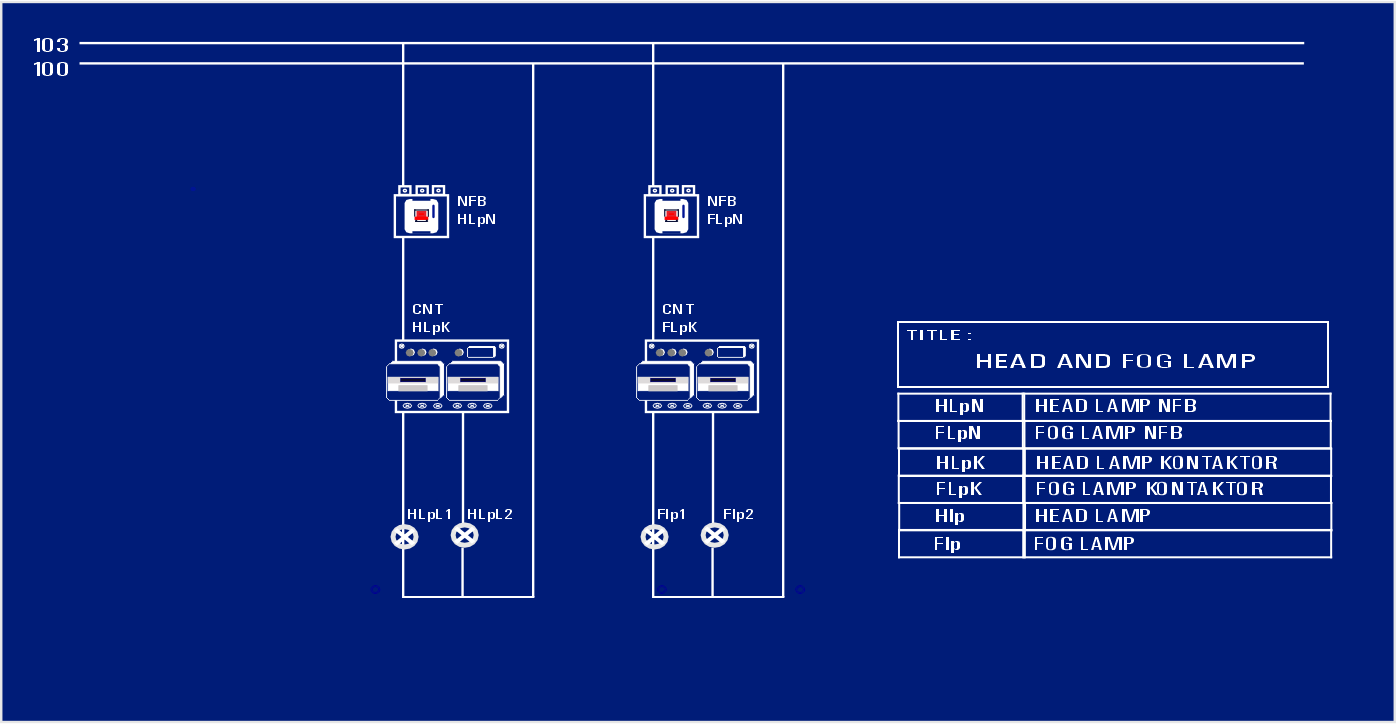 103
100
NFB
HLpN
NFB
FLpN
CNT
HLpK
CNT
FLpK
HLpL1
HLpL2
Flp1
Flp2
TITLE :
HEAD AND FOG LAMP
HLpN HEAD LAMP NFB
FLpN FOG LAMP NFB
HLpK HEAD LAMP KONTAKTOR
FLpK FOG LAMP KONTAKTOR
Hlp HEAD LAMP
Flp FOG LAMP